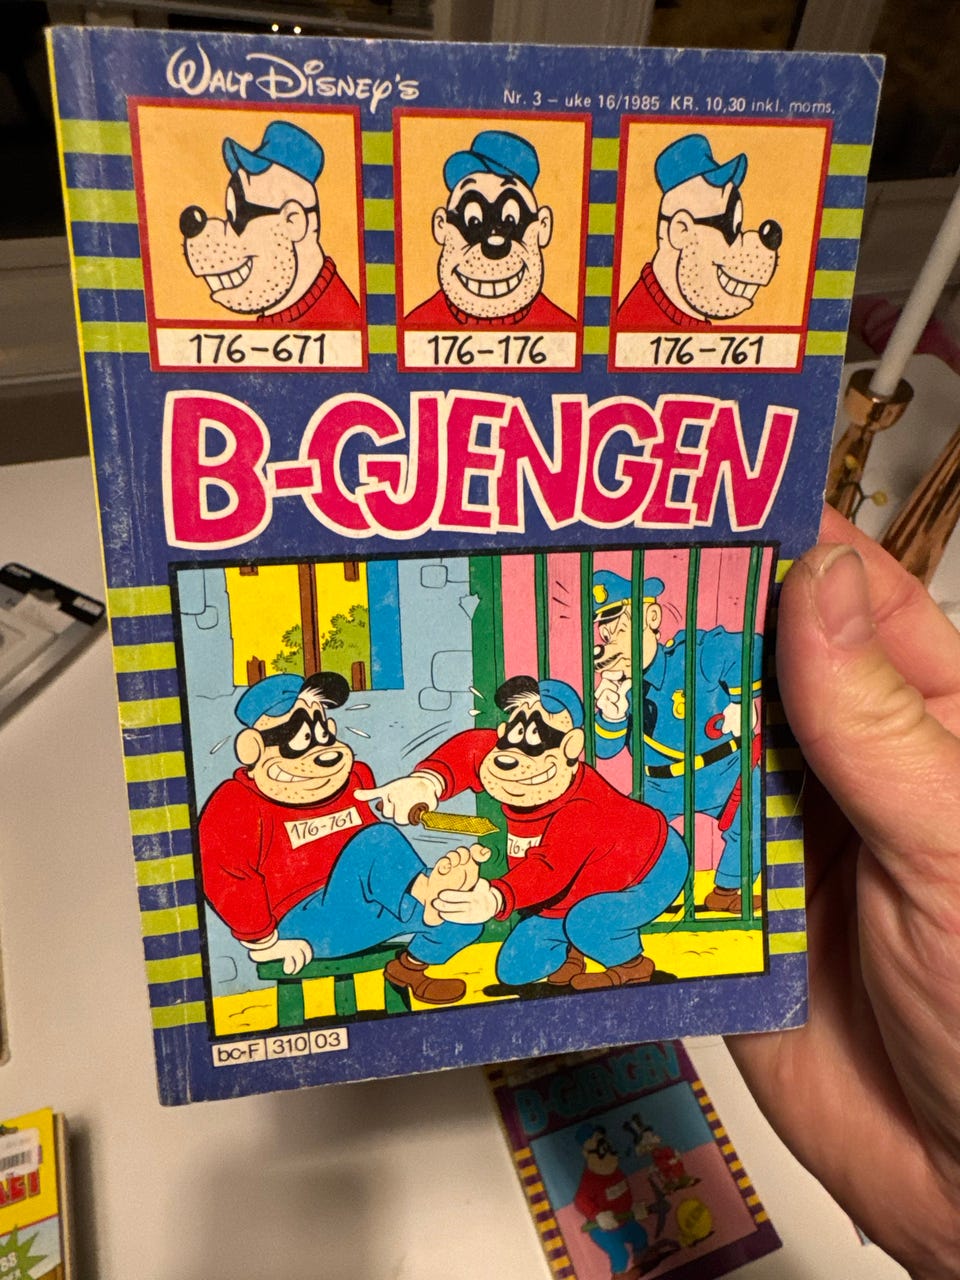 WALT DISNEY'S
Nr. 3 – uke 16/1985 KR. 10,30 inkl. moms.
176-671
176-176
176-761
B-GJENGEN
176-761
bc-F 310 03
B-GJENGEN